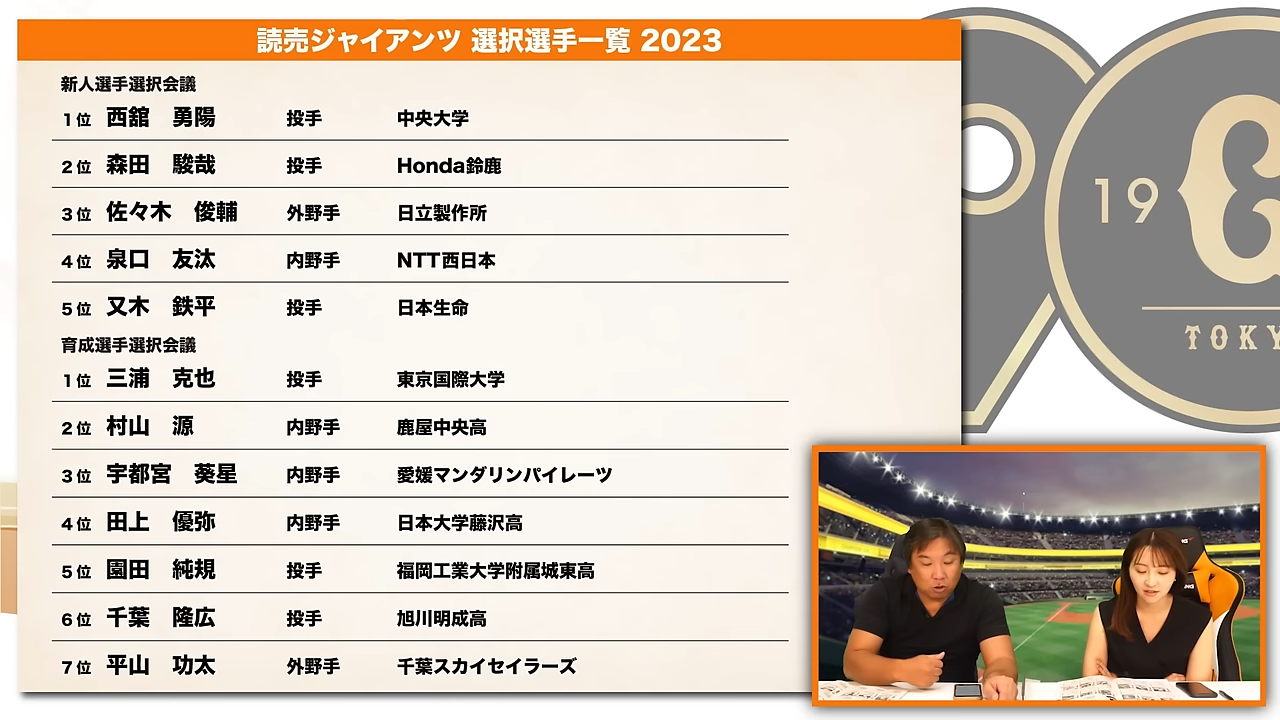 読売ジャイアンツ 選択選手一覧 2023
新人選手選択会議
1位 西舘 勇陽 投手 中央大学
2位 森田 駿哉 投手 Honda鈴鹿
3位 佐々木 俊輔 外野手 日立製作所
4位 泉口 友汰 内野手 NTT西日本
5位 又木 鉄平 投手 日本生命
育成選手選択会議
1位 三浦 克也 投手 東京国際大学
2位 村山 源 内野手 鹿屋中央高
3位 宇都宮 葵星 内野手 愛媛マンダリンパイレーツ
4位 田上 優弥 内野手 日本大学藤沢高
5位 園田 純規 投手 福岡工業大学附属城東高
6位 千葉 隆広 投手 旭川明成高
7位 平山 功太 外野手 千葉スカイセイラーズ
19
G
TOKY